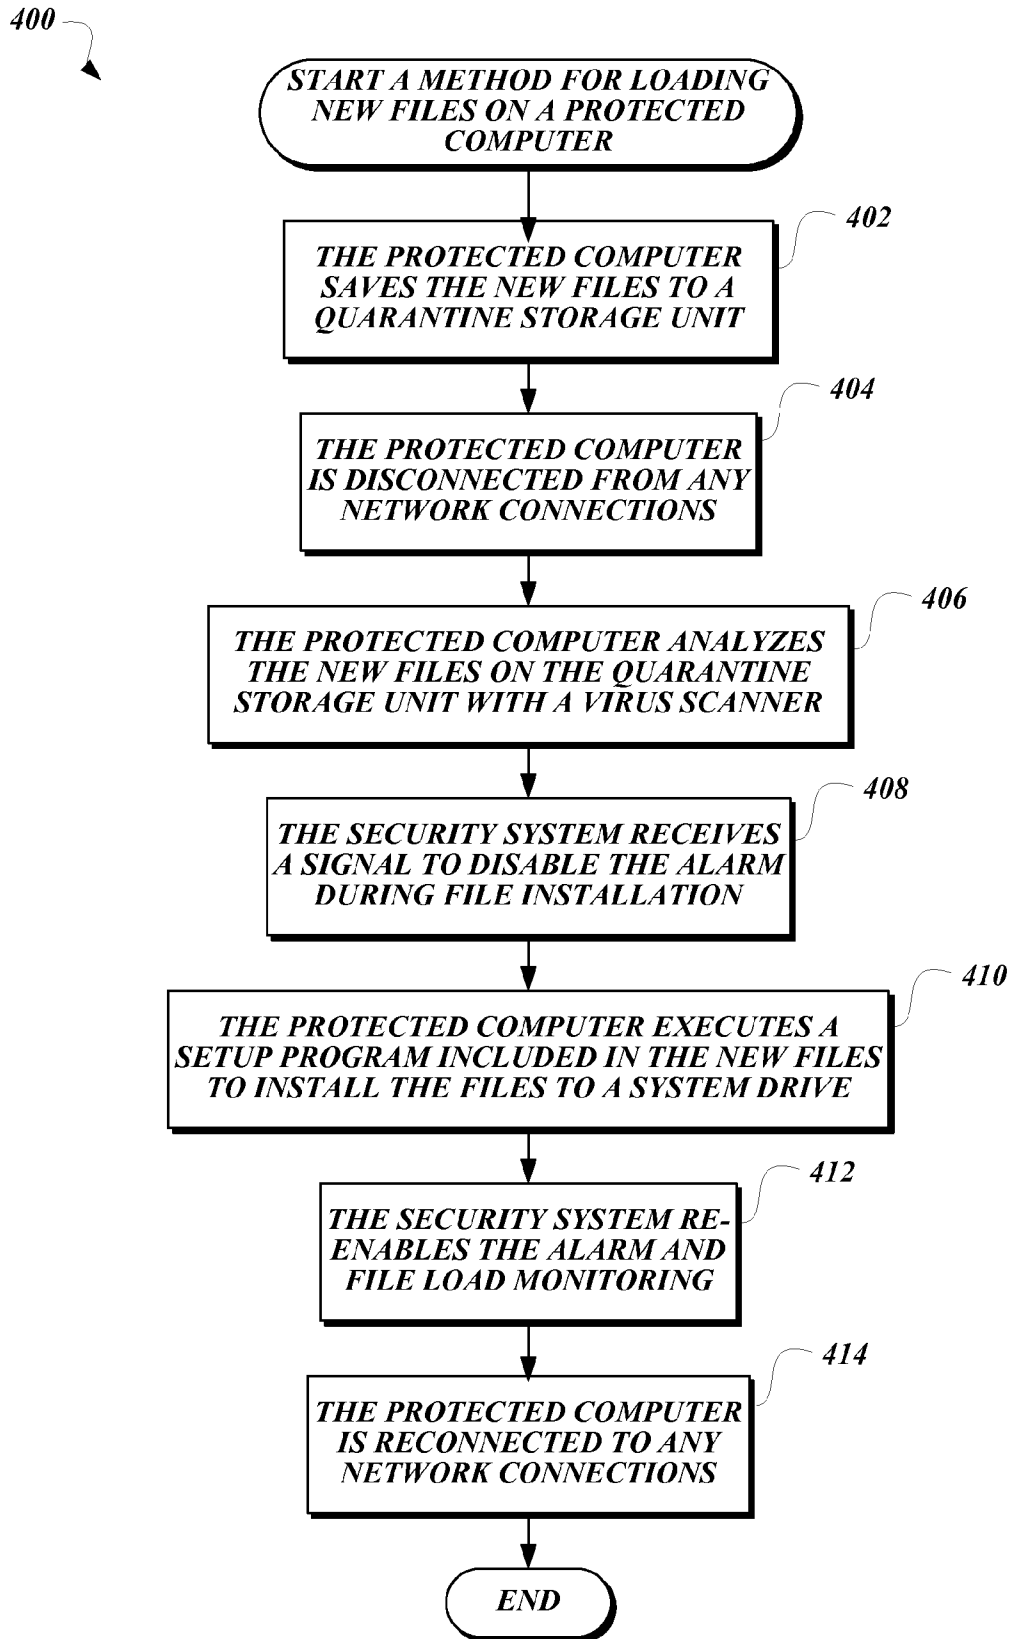 400
START A METHOD FOR LOADING
NEW FILES ON A PROTECTED
COMPUTER
402
THE PROTECTED COMPUTER
SAVES THE NEW FILES TO A
QUARANTINE STORAGE UNIT
404
THE PROTECTED COMPUTER
IS DISCONNECTED FROM ANY
NETWORK CONNECTIONS
406
THE PROTECTED COMPUTER ANALYZES
THE NEW FILES ON THE QUARANTINE
STORAGE UNIT WITH A VIRUS SCANNER
408
THE SECURITY SYSTEM RECEIVES
A SIGNAL TO DISABLE THE ALARM
DURING FILE INSTALLATION
410
THE PROTECTED COMPUTER EXECUTES A
SETUP PROGRAM INCLUDED IN THE NEW FILES
TO INSTALL THE FILES TO A SYSTEM DRIVE
412
THE SECURITY SYSTEM RE-
ENABLES THE ALARM AND
FILE LOAD MONITORING
414
THE PROTECTED COMPUTER
IS RECONNECTED TO ANY
NETWORK CONNECTIONS
END